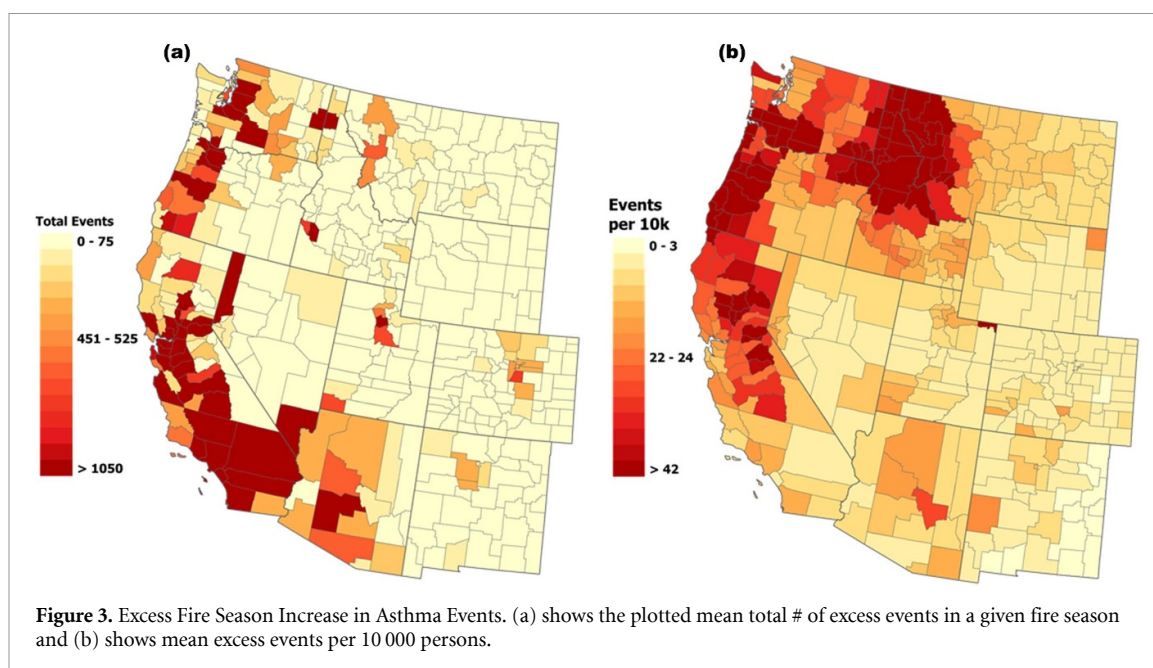 (a)
(b)
Total Events
0 - 75
451 - 525
> 1050
Events
per 10k
0 - 3
22 - 24
> 42
Figure 3. Excess Fire Season Increase in Asthma Events. (a) shows the plotted mean total # of excess events in a given fire season
and (b) shows mean excess events per 10 000 persons.